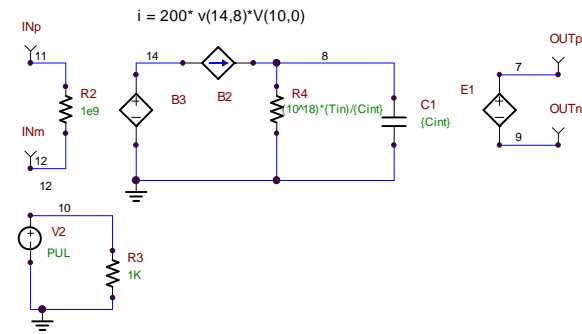 i = 200* v(14,8)*V(10,0)
INp
11
R2
1e9
INm
12
12
14
B3
B2
8
R4
(10^18)*{Tin}/{Cint}
C1
{Cint}
E1
7
OUTp
OUTn
9
10
V2
PUL
R3
1K